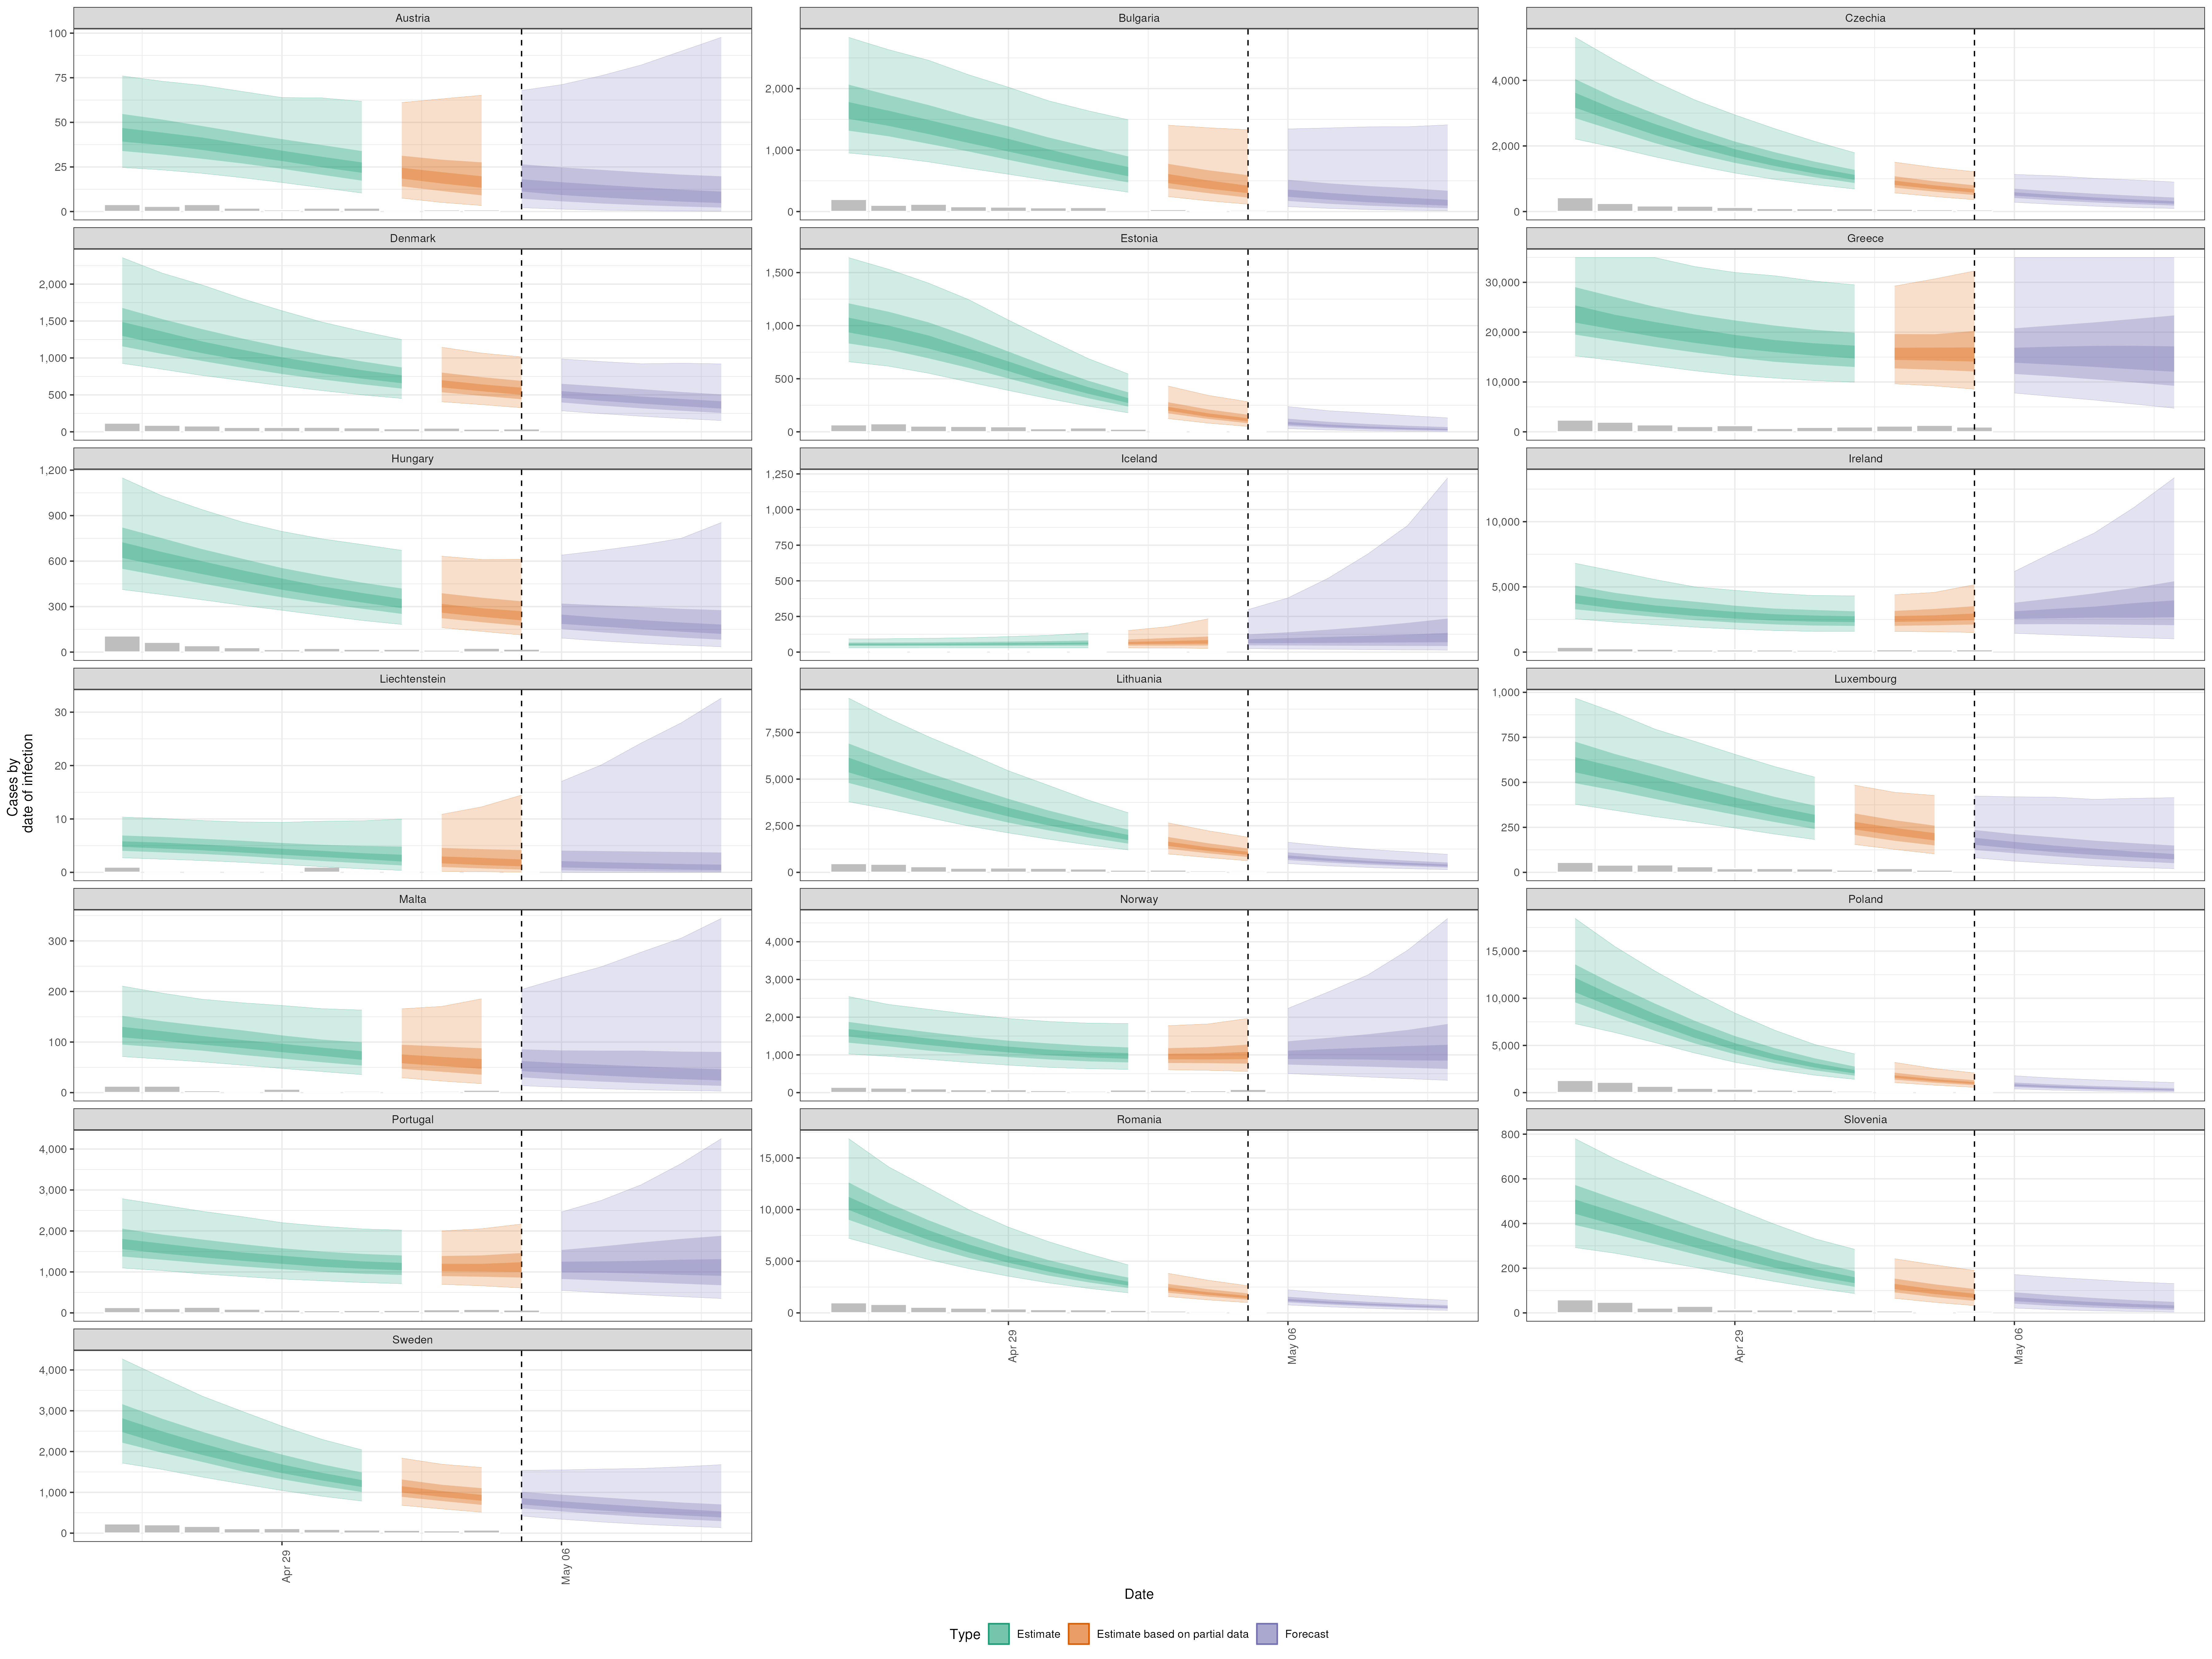 Austria
Bulgaria
Czechia
100
75
50
25
0
2,000
1,000
0
4,000
2,000
0
Denmark
Estonia
Greece
2,000
1,500
1,000
500
0
1,500
1,000
500
0
30,000
20,000
10,000
0
Hungary
Iceland
Ireland
1,200
900
600
300
0
1,250
1,000
750
500
250
0
10,000
5,000
0
Liechtenstein
Lithuania
Luxembourg
30
20
10
0
7,500
5,000
2,500
0
1,000
750
500
250
0
Malta
Norway
Poland
300
200
100
0
4,000
3,000
2,000
1,000
0
15,000
10,000
5,000
0
Portugal
Romania
Slovenia
4,000
3,000
2,000
1,000
0
15,000
10,000
5,000
0
800
600
400
200
0
Sweden
4,000
3,000
2,000
1,000
0
Apr 29
May 06
Apr 29
May 06
Apr 29
May 06
Cases by
date of infection
Date
Type
Estimate
Estimate based on partial data
Forecast